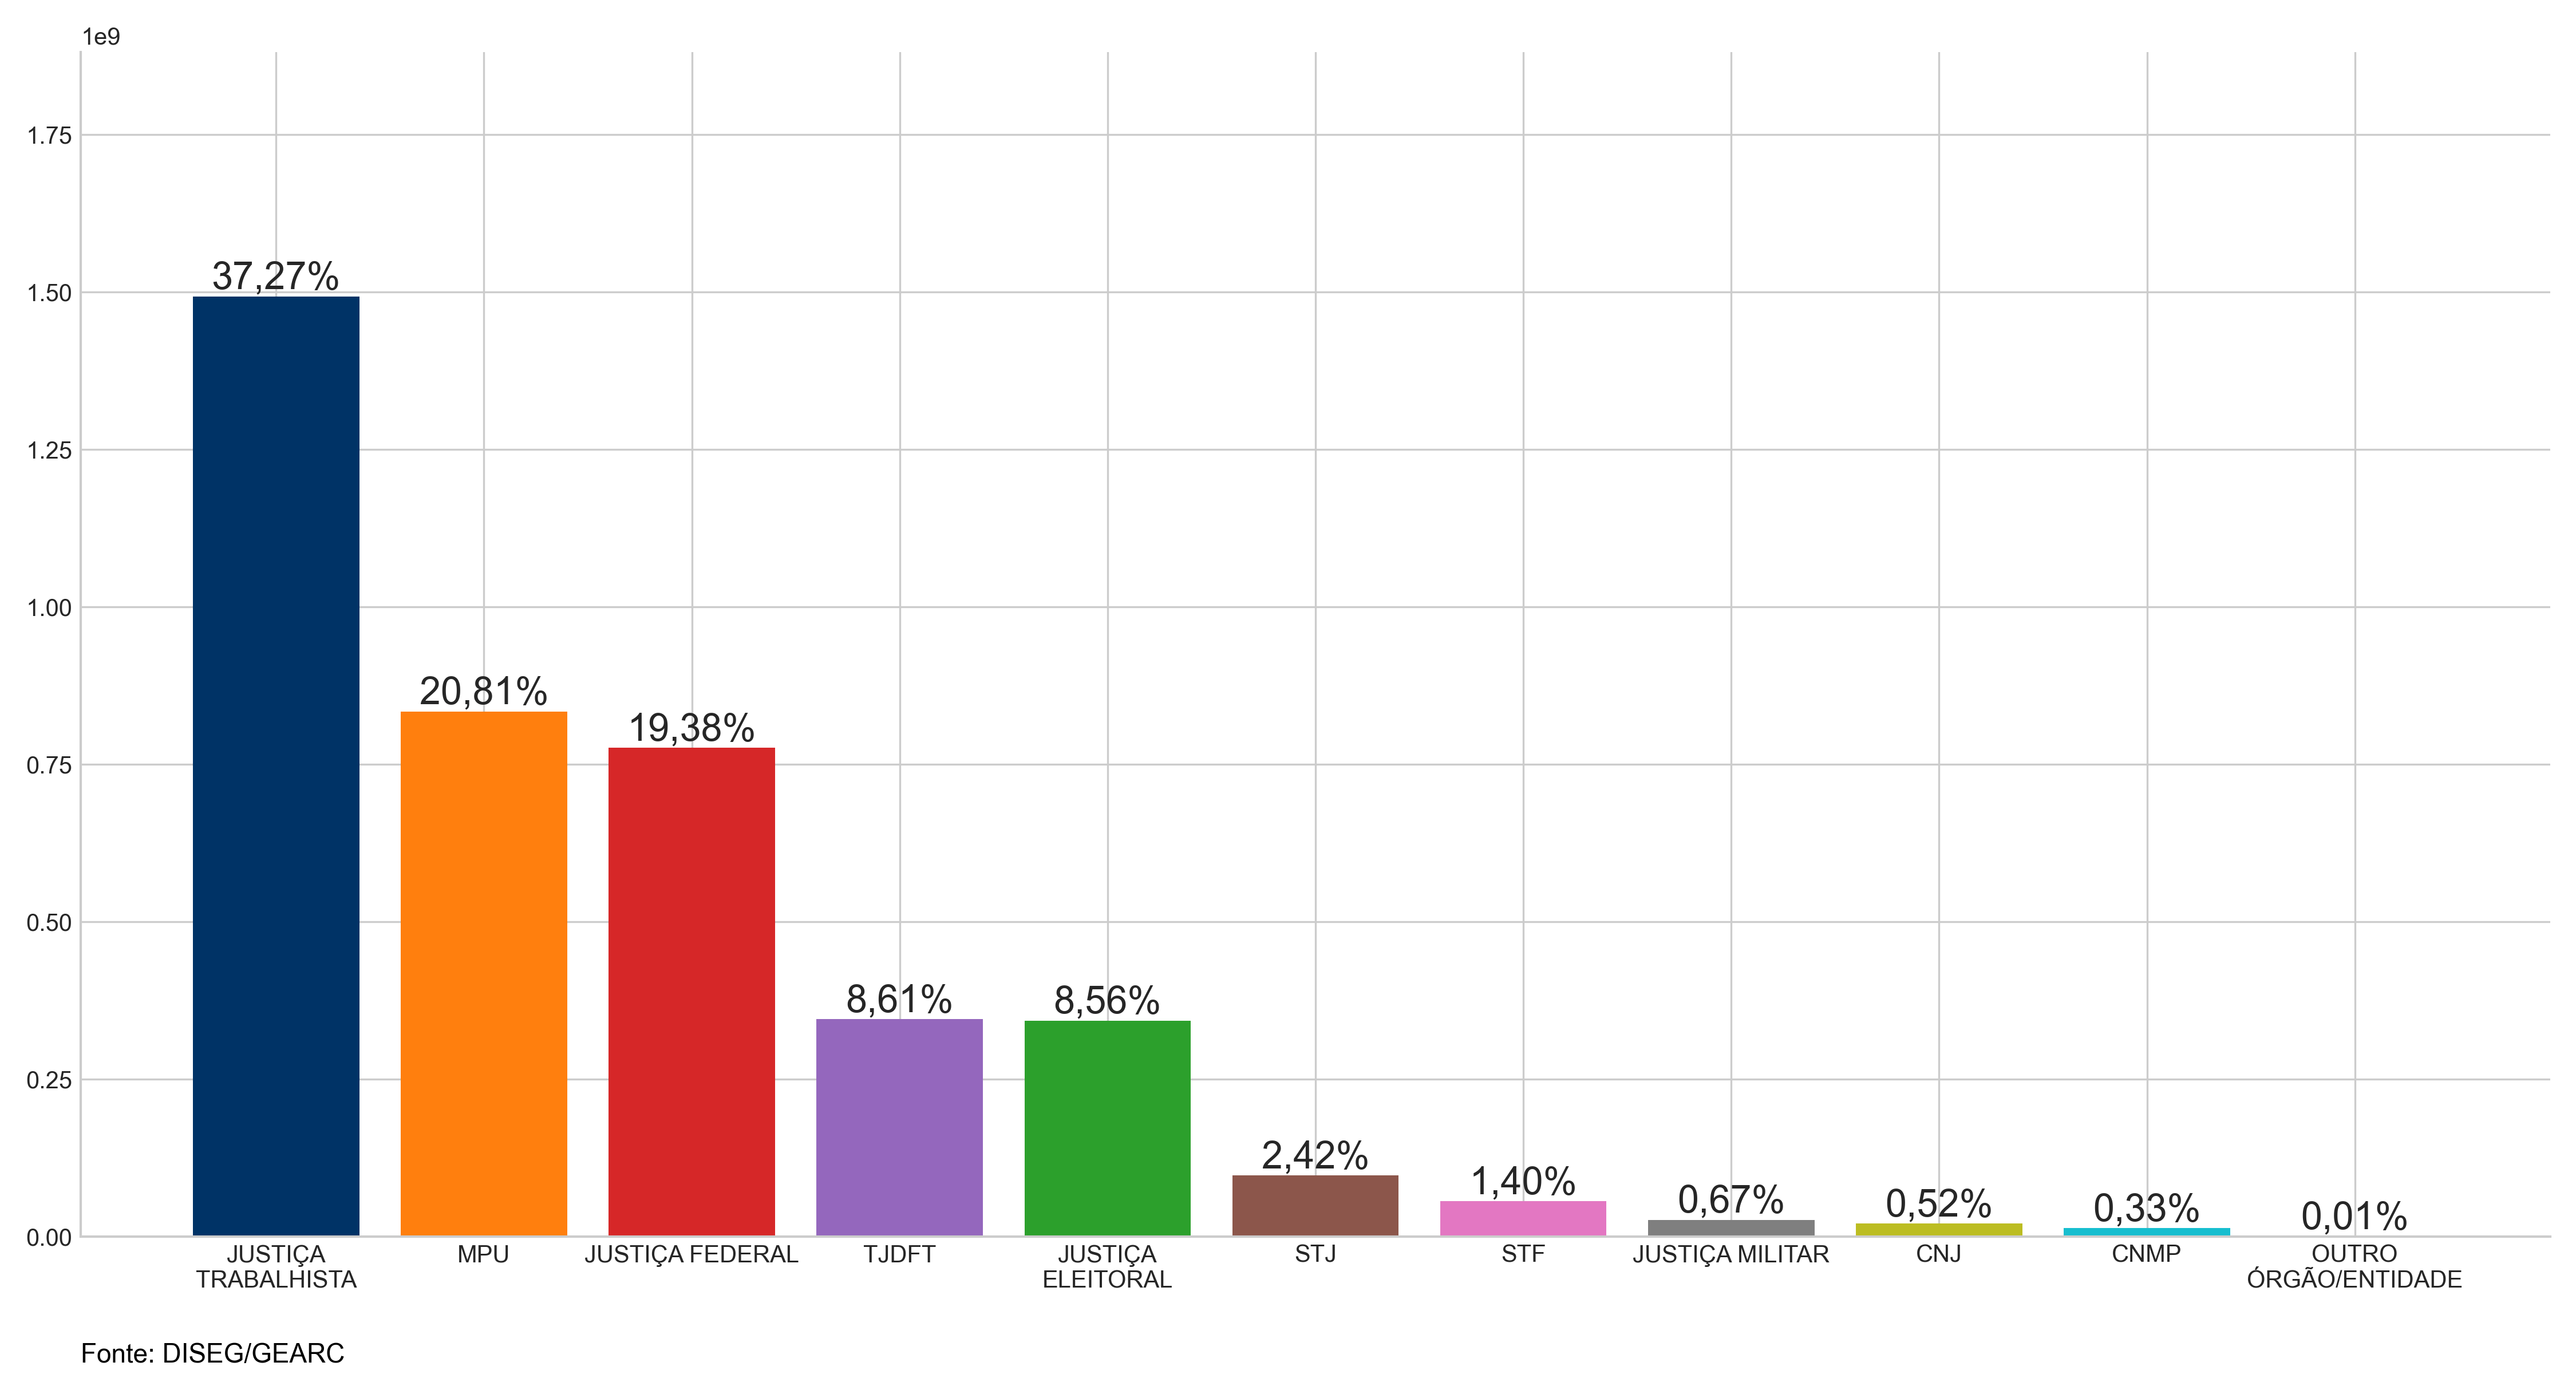 1e9
1.75
1.50
1.25
1.00
0.75
0.50
0.25
0.00
37,27%
20,81%
19,38%
8,61%
8,56%
2,42%
1,40%
0,67%
0,52%
0,33%
0,01%
JUSTIÇA
TRABALHISTA
MPU
JUSTIÇA FEDERAL
TJDFT
JUSTIÇA
ELEITORAL
STJ
STF
JUSTIÇA MILITAR
CNJ
CNMP
OUTRO
ÓRGÃO/ENTIDADE
Fonte: DISEG/GEARC